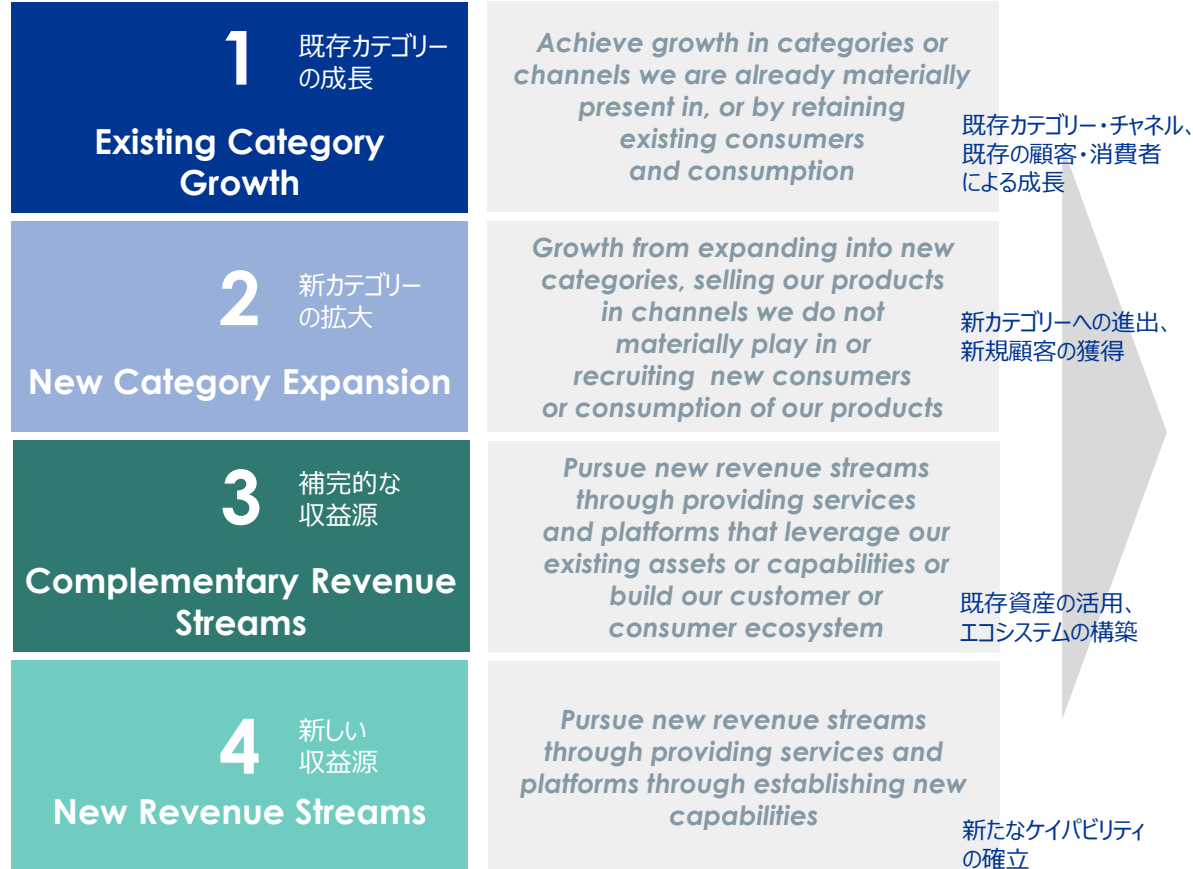 1
既存カテゴリー
の成長
Existing Category
Growth
Achieve growth in categories or
channels we are already materially
present in, or by retaining
existing consumers
and consumption
既存カテゴリー・チャネル、
既存の顧客・消費者
による成長
2
新カテゴリー
の拡大
New Category Expansion
Growth from expanding into new
categories, selling our products
in channels we do not
materially play in or
recruiting new consumers
or consumption of our products
新カテゴリーへの進出、
新規顧客の獲得
3
補完的な
収益源
Complementary Revenue
Streams
Pursue new revenue streams
through providing services
and platforms that leverage our
existing assets or capabilities or
build our customer or
consumer ecosystem
既存資産の活用、
エコシステムの構築
4
新しい
収益源
New Revenue Streams
Pursue new revenue streams
through providing services and
platforms through establishing new
capabilities
新たなケイパビリティ
の確立